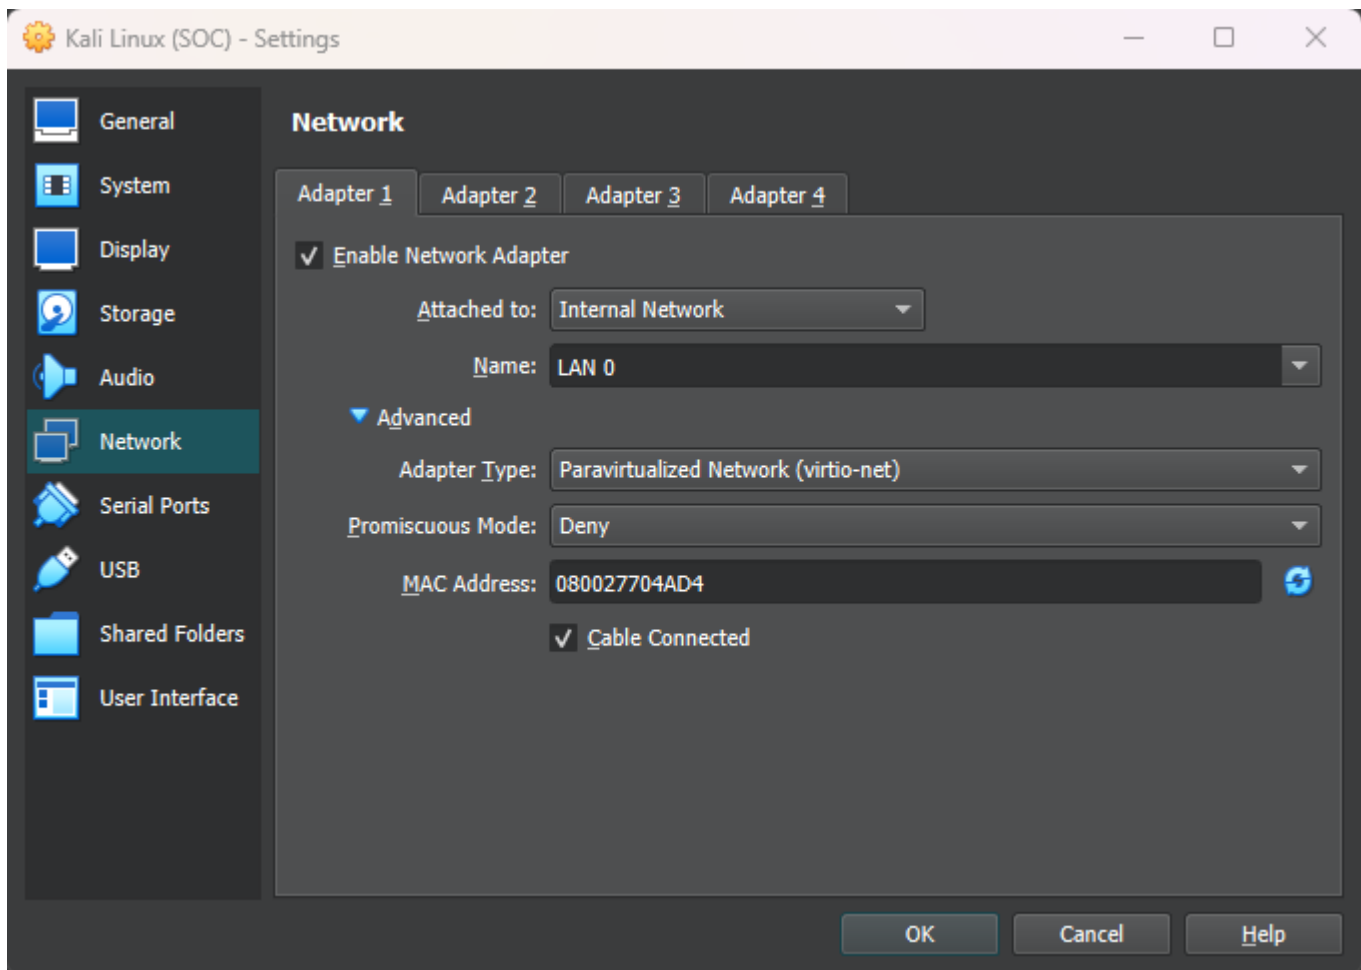 Kali Linux (SOC) - Settings
General
System
Display
Storage
Audio
Network
Serial Ports
USB
Shared Folders
User Interface
Network
Adapter 1 Adapter 2 Adapter 3 Adapter 4
Enable Network Adapter
Attached to: Internal Network
Name: LAN 0
Advanced
Adapter Type: Paravirtualized Network (virtio-net)
Promiscuous Mode: Deny
MAC Address: 080027704AD4
Cable Connected
OK Cancel Help